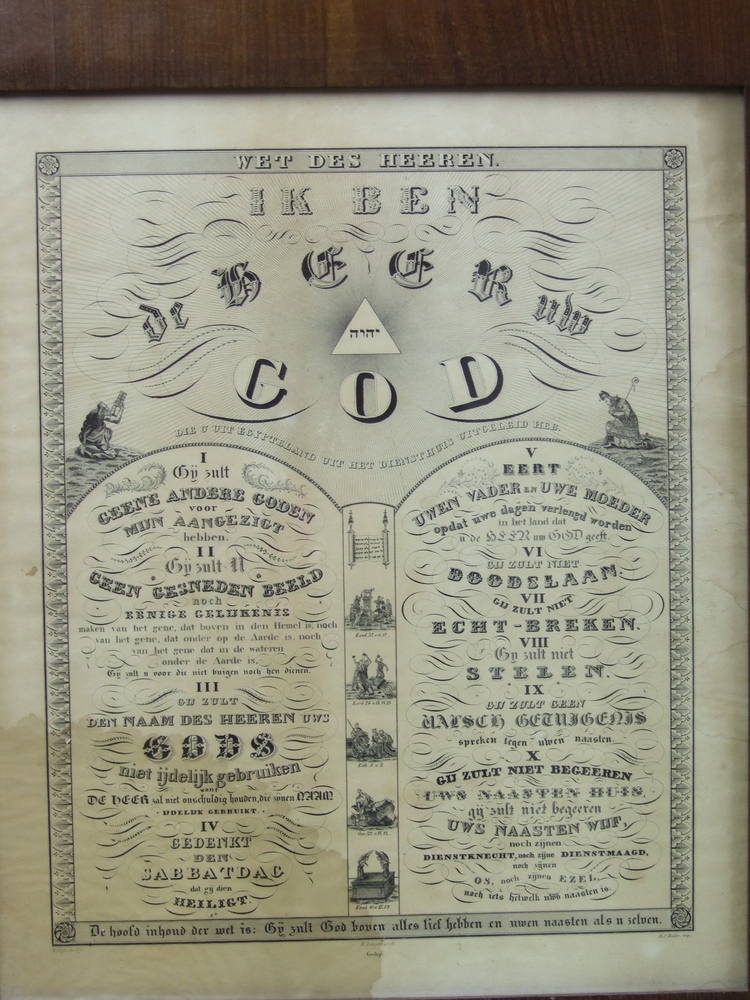 WET DES HEEREN.
IK BEN
de HEER uw
יהוה
GOD
DIE U UIT EGYPTELAND UIT HET DIENSTHUIS UITGELEID HEB.
I
Gij zult
GEENE ANDERE GODEN
voor
MIJN AANGEZIGT
hebben.
II
Gij zult U
GEEN GESNEDEN BEELD
noch
EENIGE GELIJKENIS
maken van het gene, dat boven in den Hemel is, noch
van het gene, dat onder op de Aarde is, noch
van het gene dat in de wateren
onder de Aarde is,
Gij zult u voor die niet buigen noch hen dienen.
III
GIJ ZULT
DEN NAAM DES HEEREN UWS
GODS
niet ijdelijk gebruiken
want
DE HEER zal niet onschuldig houden, die zijnen NAAM
IJDELIJK GEBRUIKT.
IV
GEDENKT
DEN
SABBATDAG
dat gij dien
HEILIGT.
V
EERT
UWEN VADER EN UWE MOEDER
opdat uwe dagen verlengd worden
in het land dat
u de HEER uw GOD geeft.
VI
GIJ ZULT NIET
DOODSLAAN.
VII
GIJ ZULT NIET
ECHT-BREKEN.
VIII
Gij zult niet
STELEN.
IX
GIJ ZULT GEEN
VALSCH GETUIGENIS
spreken tegen uwen naasten.
X
GIJ ZULT NIET BEGEEREN
UWS NAASTEN HUIS,
gij zult niet begeeren
UWS NAASTEN WIJF,
noch zijnen
DIENSTKNECHT, noch zijne DIENSTMAAGD,
noch zijnen
OS, noch zijnen EZEL,
noch iets hetwelk uws naasten is.
De hoofd inhoud der wet is: Gij zult God boven alles lief hebben en uwen naasten als u zelven.